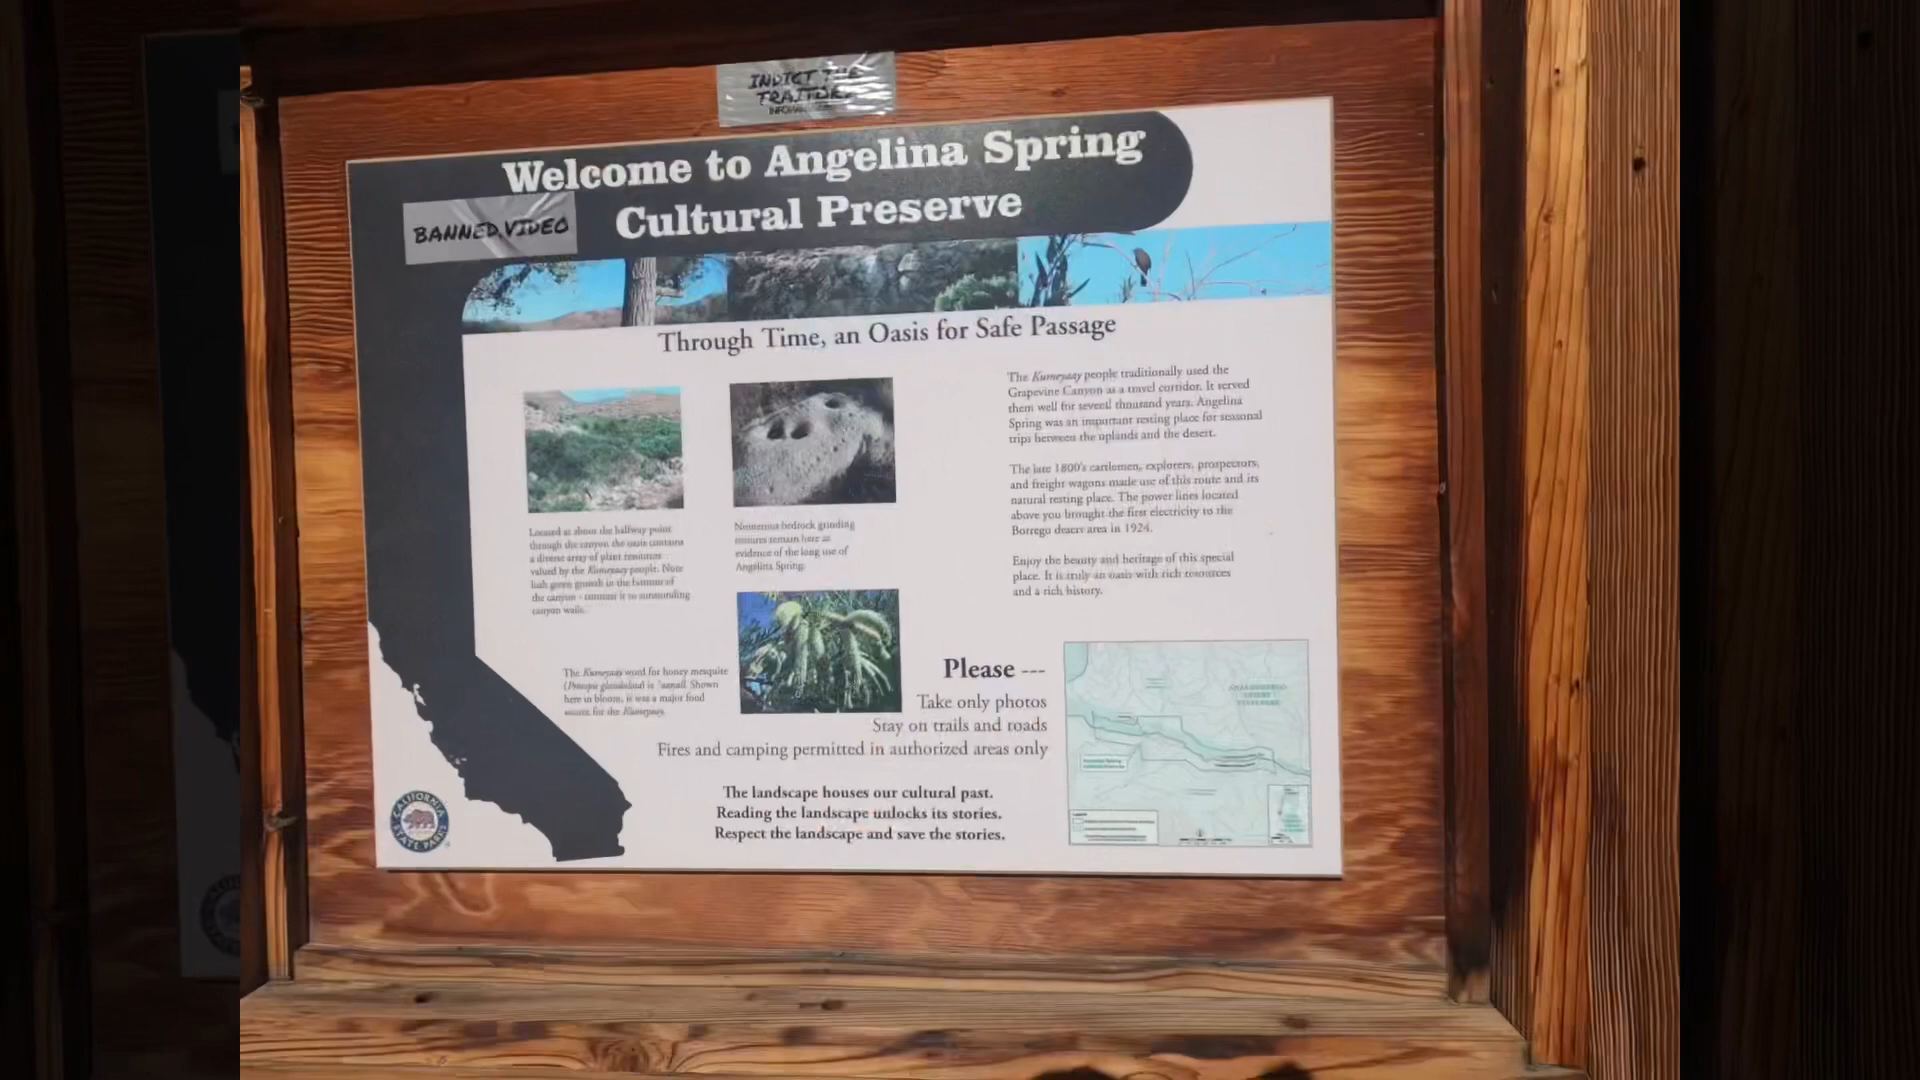 INDICT THE
TRAITORS
Welcome to Angelina Spring
Cultural Preserve
BANNED.VIDEO
Through Time, an Oasis for Safe Passage
Located at about the halfway point
through the canyon the oasis contains
a diverse array of plant resources
valued by the Kumeyaay people. Note
lush green growth in the bottom of
the canyon - contrast it to surrounding
canyon walls.
Numerous bedrock grinding
mortars remain here as
evidence of the long use of
Angelina Spring.
The Kumeyaay people traditionally used the
Grapevine Canyon as a travel corridor. It served
them well for several thousand years. Angelina
Spring was an important resting place for seasonal
trips between the uplands and the desert.
The late 1800's cattlemen, explorers, prospectors,
and freight wagons made use of this route and its
natural resting place. The power lines located
above you brought the first electricity to the
Borrego desert area in 1924.
Enjoy the beauty and heritage of this special
place. It is truly an oasis with rich resources
and a rich history.
The Kumeyaay word for honey mesquite
is 'aanall. Shown
here in bloom, it was a major food
source for the Kumeyaay.
Please ---
Take only photos
Stay on trails and roads
Fires and camping permitted in authorized areas only
The landscape houses our cultural past.
Reading the landscape unlocks its stories.
Respect the landscape and save the stories.
CALIFORNIA
STATE PARKS